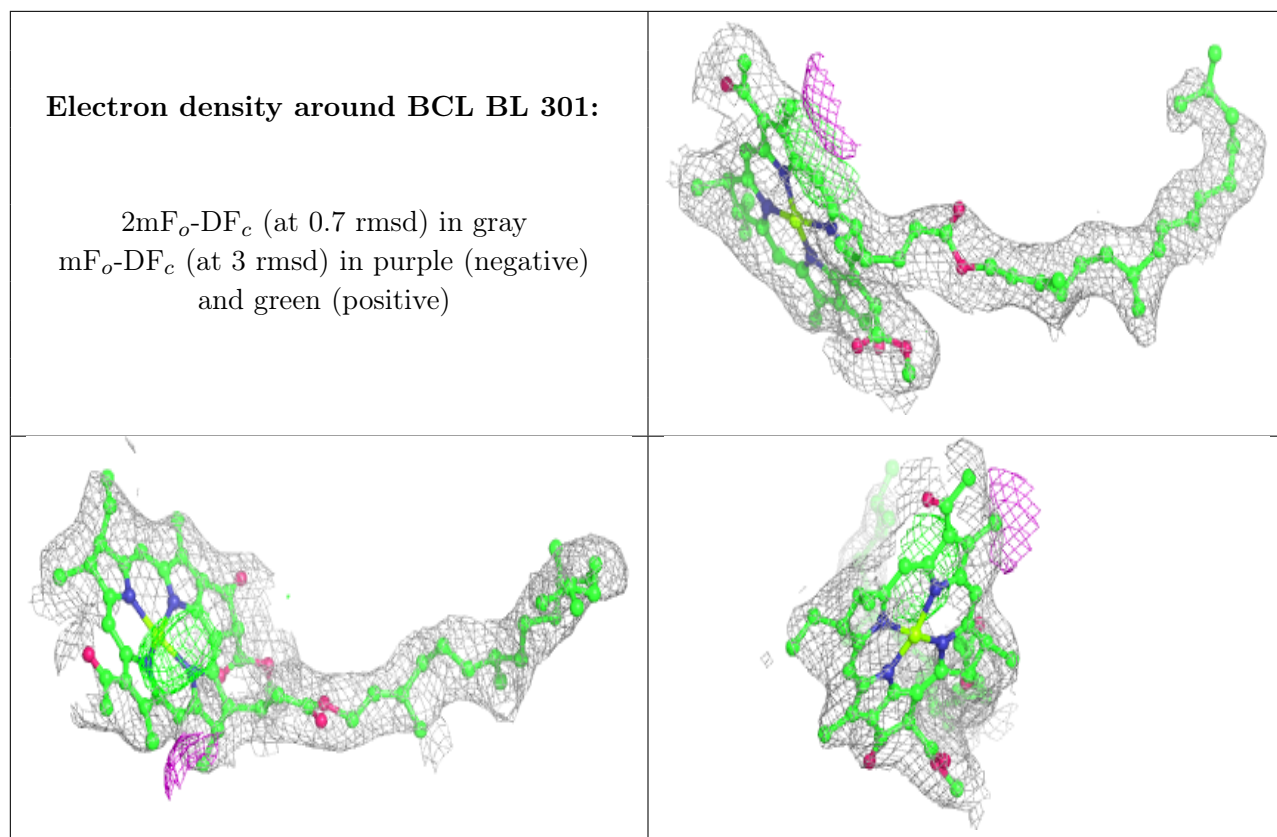 Electron density around BCL BL 301:
2mFo-DFc (at 0.7 rmsd) in gray
mFo-DFc (at 3 rmsd) in purple (negative)
and green (positive)